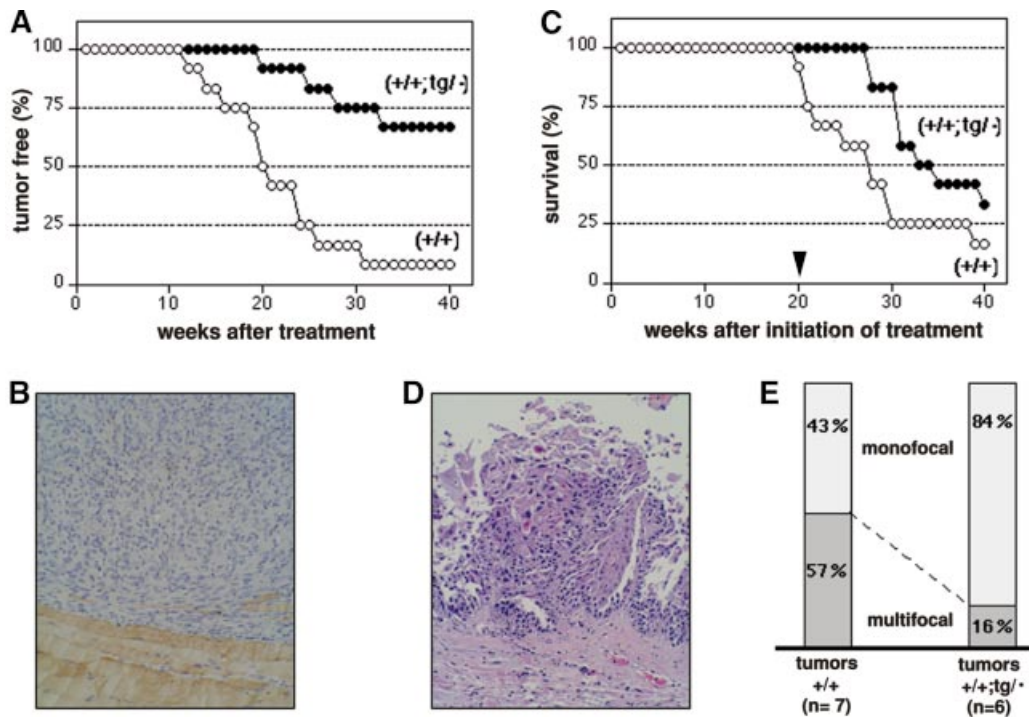 A
100
75
50
25
0
tumor free (%)
(+/+;tg/-)
(+/+)
0 10 20 30 40
weeks after treatment
C
100
75
50
25
0
survival (%)
(+/+;tg/-)
(+/+)
0 10 20 30 40
weeks after initiation of treatment
B
D
E
43%
84%
monofocal
57%
16%
multifocal
tumors
+/+
(n= 7)
tumors
+/+;tg/-
(n=6)